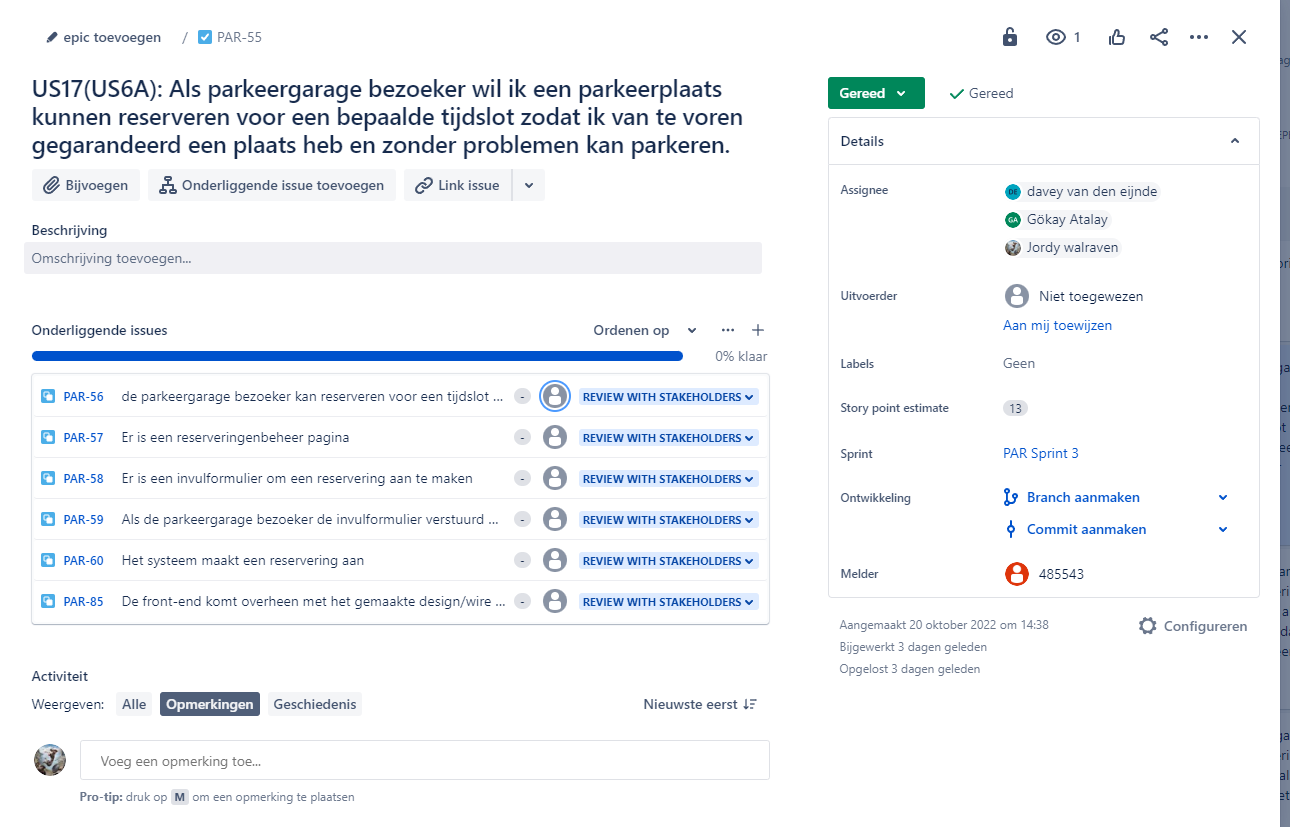 epic toevoegen / PAR-55
1
US17(US6A): Als parkeergarage bezoeker wil ik een parkeerplaats
kunnen reserveren voor een bepaalde tijdslot zodat ik van te voren
gegarandeerd een plaats heb en zonder problemen kan parkeren.
Bijvoegen Onderliggende issue toevoegen Link issue
Beschrijving
Omschrijving toevoegen...
Onderliggende issues Ordenen op
0% klaar
PAR-56 de parkeergarage bezoeker kan reserveren voor een tijdslot ... - REVIEW WITH STAKEHOLDERS
PAR-57 Er is een reserveringenbeheer pagina - REVIEW WITH STAKEHOLDERS
PAR-58 Er is een invulformulier om een reservering aan te maken - REVIEW WITH STAKEHOLDERS
PAR-59 Als de parkeergarage bezoeker de invulformulier verstuurd ... - REVIEW WITH STAKEHOLDERS
PAR-60 Het systeem maakt een reservering aan - REVIEW WITH STAKEHOLDERS
PAR-85 De front-end komt overheen met het gemaakte design/wire ... - REVIEW WITH STAKEHOLDERS
Activiteit
Weergeven: Alle Opmerkingen Geschiedenis Nieuwste eerst
Voeg een opmerking toe...
Pro-tip: druk op M om een opmerking te plaatsen
Gereed Gereed
Details
Assignee DE davey van den eijnde
GA Gökay Atalay
Jordy walraven
Uitvoerder Niet toegewezen
Aan mij toewijzen
Labels Geen
Story point estimate 13
Sprint PAR Sprint 3
Ontwikkeling Branch aanmaken
Commit aanmaken
Melder 485543
Aangemaakt 20 oktober 2022 om 14:38 Configureren
Bijgewerkt 3 dagen geleden
Opgelost 3 dagen geleden